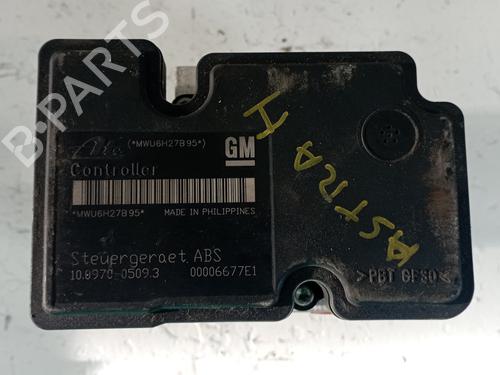 B-PARTS
Ate (*MWU6H27B95*)
GM
Controller
*MWU6H27B95* MADE IN PHILIPPINES
Steuergeraet ABS
10.0970-0509.3 00006677E1
ASTRA H
>PBT GF30<